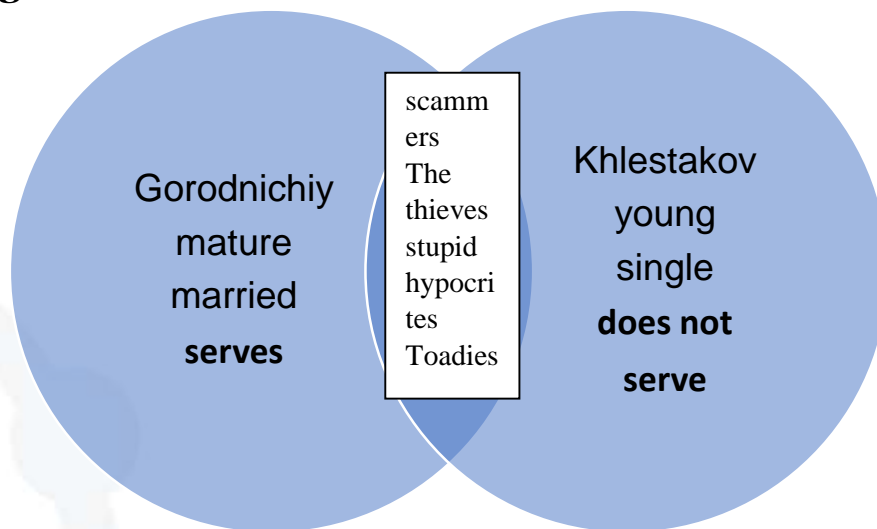 Gorodnichiy
mature
married
serves
scamm
ers
The
thieves
stupid
hypocri
tes
Toadies
Khlestakov
young
single
does not
serve